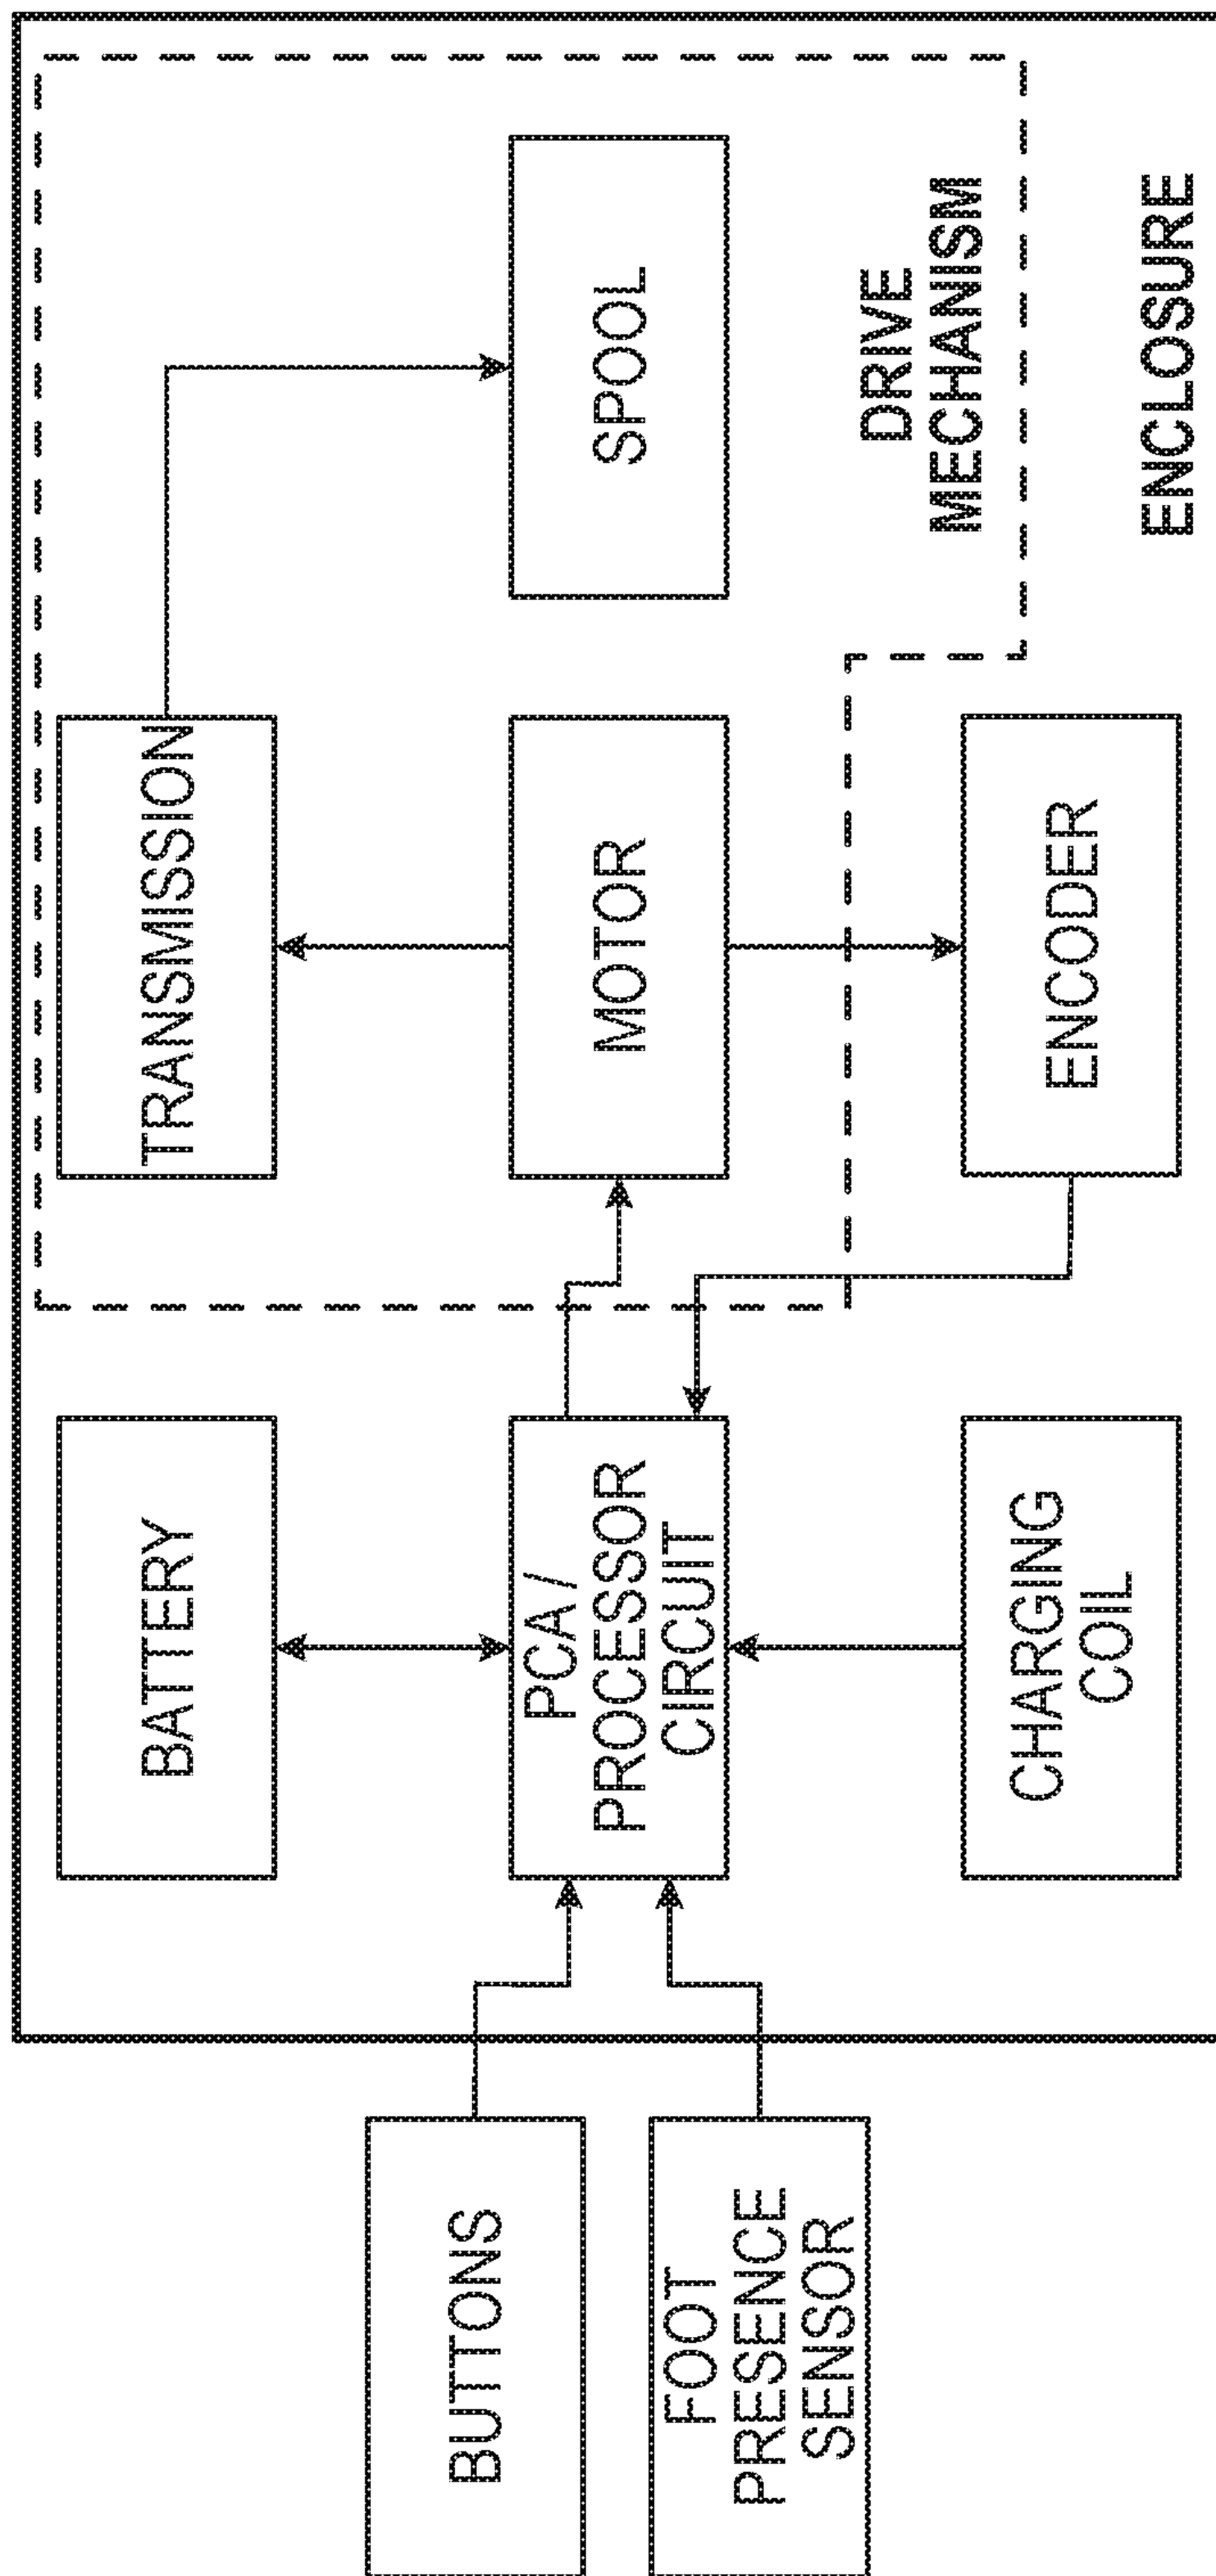 BATTERY
TRANSMISSION
BUTTONS
PCA /
PROCESSOR
CIRCUIT
MOTOR
SPOOL
FOOT
PRESENCE
SENSOR
DRIVE
MECHANISM
CHARGING
COIL
ENCODER
ENCLOSURE